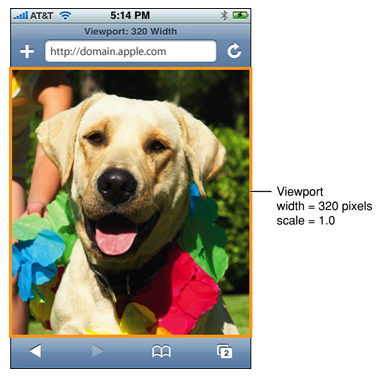 AT&T 5:14 PM
Viewport: 320 Width
http://domain.apple.com
Viewport
width = 320 pixels
scale = 1.0
2